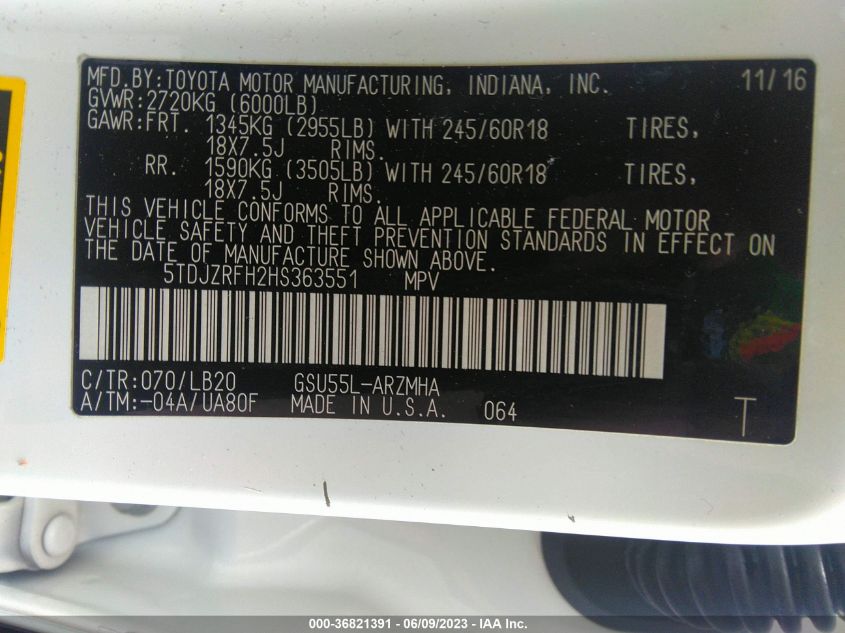 MFD.BY:TOYOTA MOTOR MANUFACTURING, INDIANA, INC. 11/16
GVWR:2720KG (6000LB)
GAWR:FRT. 1345KG (2955LB) WITH 245/60R18 TIRES,
18X7.5J RIMS.
RR. 1590KG (3505LB) WITH 245/60R18 TIRES,
18X7.5J RIMS.
THIS VEHICLE CONFORMS TO ALL APPLICABLE FEDERAL MOTOR
VEHICLE SAFETY AND THEFT PREVENTION STANDARDS IN EFFECT ON
THE DATE OF MANUFACTURE SHOWN ABOVE.
5TDJZRFH2HS363551 MPV
C/TR:070/LB20 GSU55L-ARZMHA
A/TM:-04A/UA80F MADE IN U.S.A. 064 T
000-36821391 - 06/09/2023 - IAA Inc.